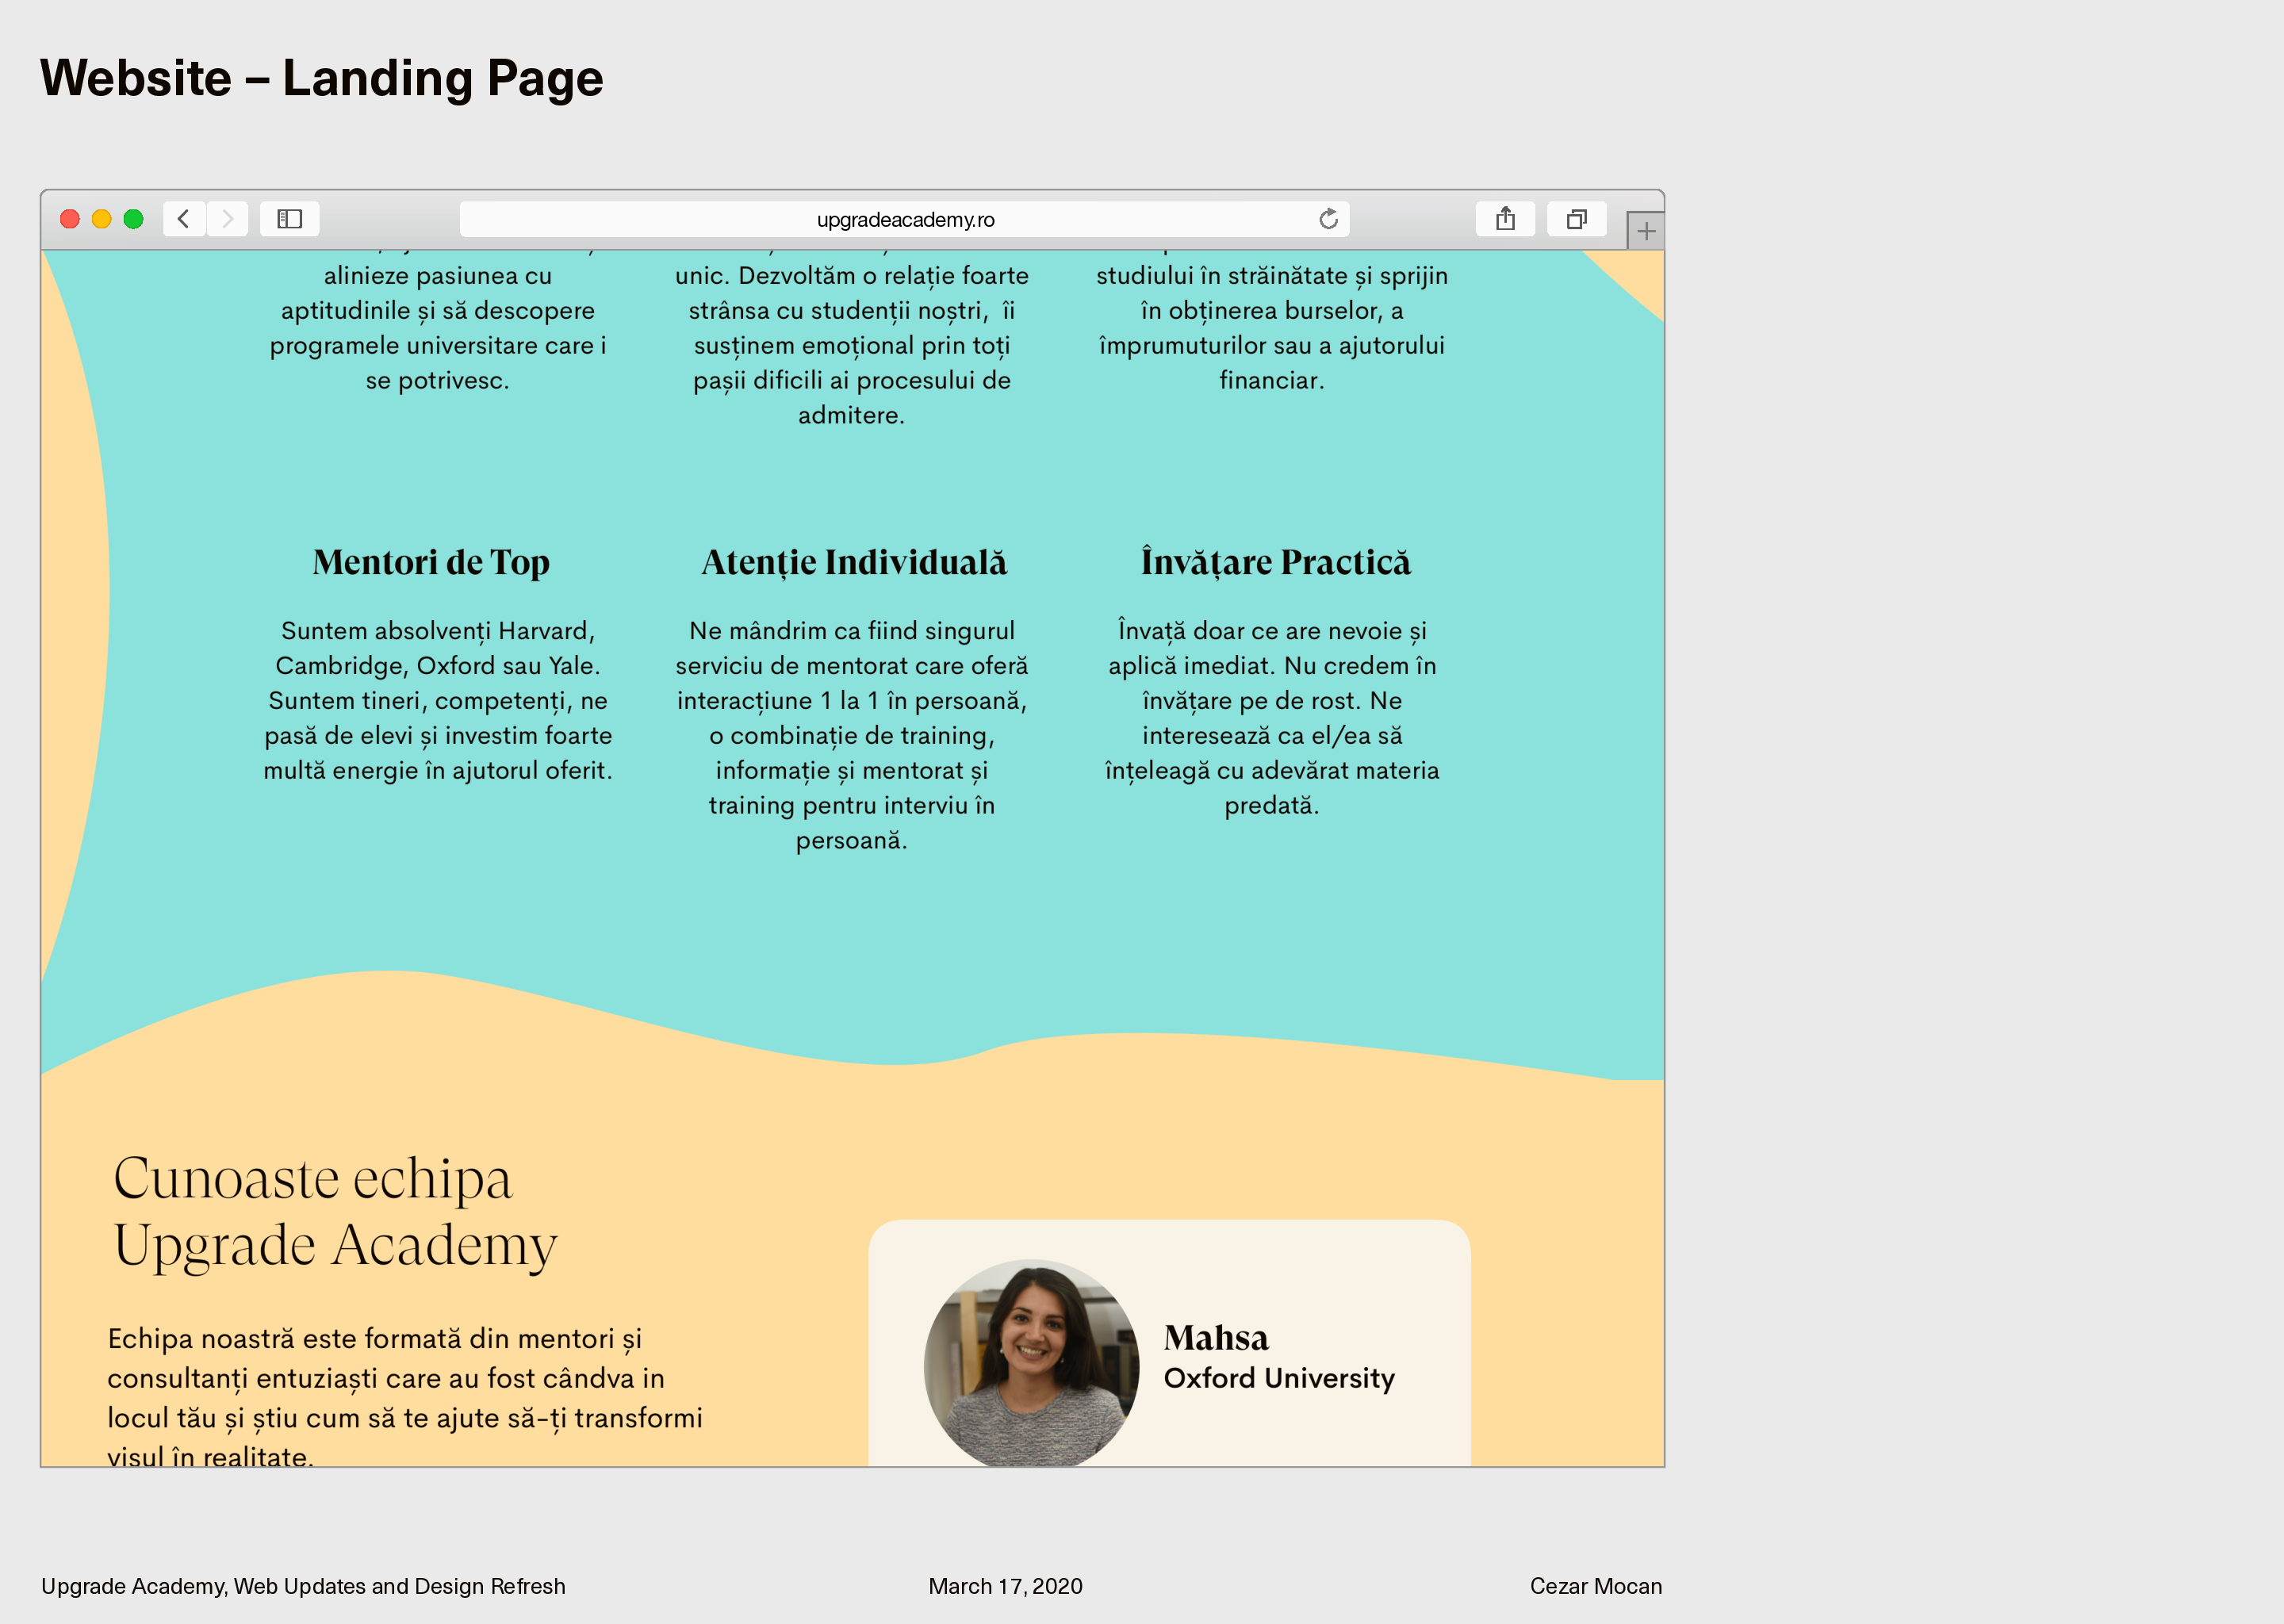 Website – Landing Page
upgradeacademy.ro
alinieze pasiunea cu
aptitudinile și să descopere
programele universitare care i
se potrivesc.
unic. Dezvoltăm o relație foarte
strânsa cu studenții noștri,  îi
susținem emoțional prin toți
pașii dificili ai procesului de
admitere.
studiului în străinătate și sprijin
în obținerea burselor, a
împrumuturilor sau a ajutorului
financiar.
Mentori de Top
Suntem absolvenți Harvard,
Cambridge, Oxford sau Yale.
Suntem tineri, competenți, ne
pasă de elevi și investim foarte
multă energie în ajutorul oferit.
Atenție Individuală
Ne mândrim ca fiind singurul
serviciu de mentorat care oferă
interacțiune 1 la 1 în persoană,
o combinație de training,
informație și mentorat și
training pentru interviu în
persoană.
Învățare Practică
Învață doar ce are nevoie și
aplică imediat. Nu credem în
învățare pe de rost. Ne
interesează ca el/ea să
înțeleagă cu adevărat materia
predată.
Cunoaste echipa
Upgrade Academy
Echipa noastră este formată din mentori și
consultanți entuziaști care au fost cândva in
locul tău și știu cum să te ajute să-ți transformi
visul în realitate.
Mahsa
Oxford University
Upgrade Academy, Web Updates and Design Refresh
March 17, 2020
Cezar Mocan